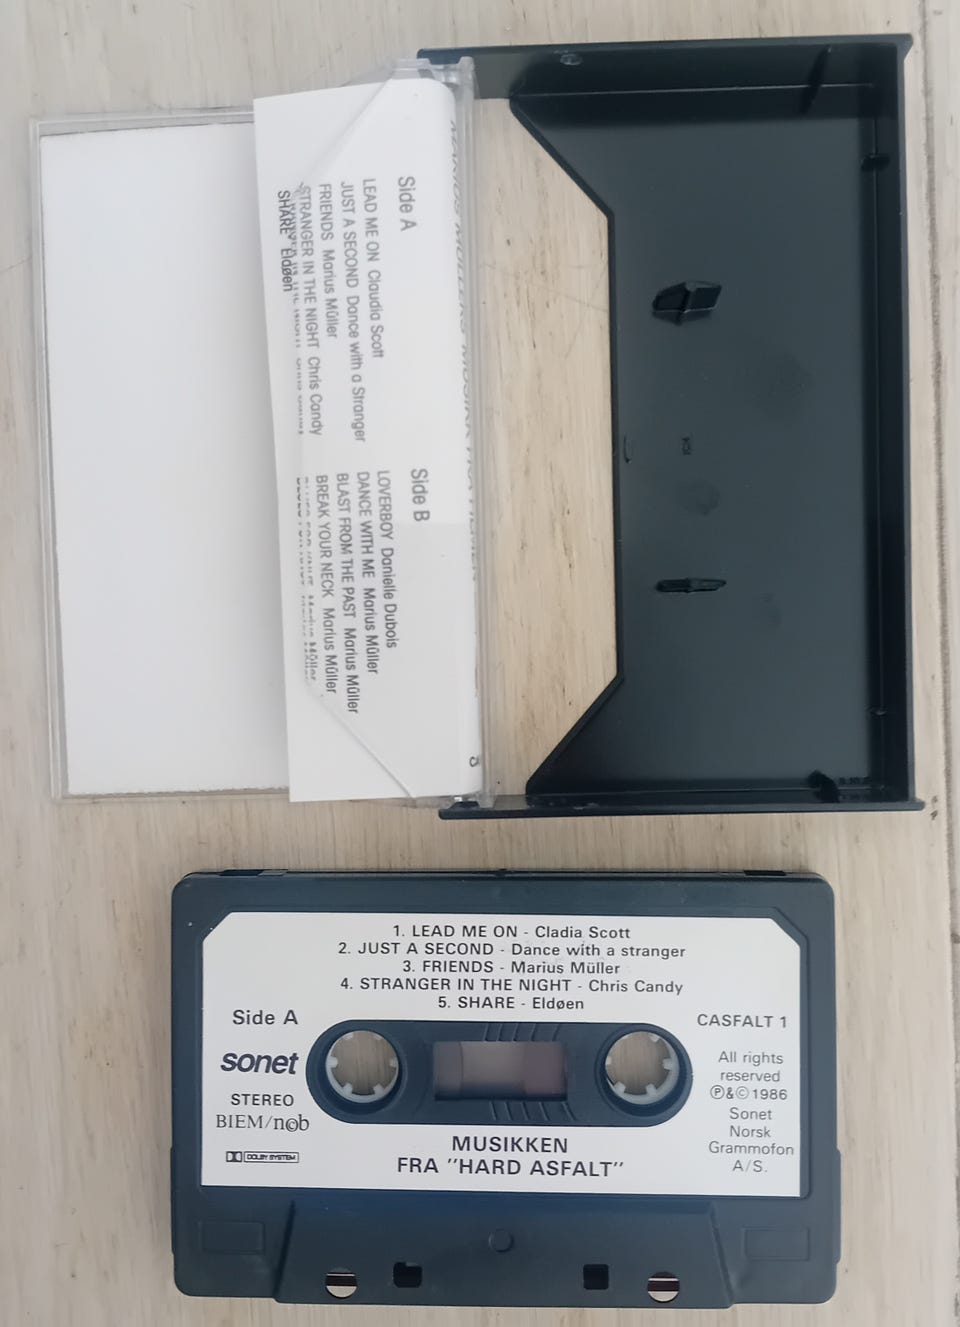 Side A
LEAD ME ON Claudia Scott
JUST A SECOND Dance with a Stranger
FRIENDS Marius Müller
STRANGER IN THE NIGHT Chris Candy
SHARE Eldøen
Side B
LOVERBOY Danielle Dubois
DANCE WITH ME Marius Müller
BLAST FROM THE PAST Marius Müller
BREAK YOUR NECK Marius Müller
1. LEAD ME ON - Cladia Scott
2. JUST A SECOND - Dance with a stranger
3. FRIENDS - Marius Müller
4. STRANGER IN THE NIGHT - Chris Candy
5. SHARE - Eldøen
Side A
sonet
STEREO
BIEM/n©b
DOLBY SYSTEM
CASFALT 1
All rights
reserved
Ⓟ&© 1986
Sonet
Norsk
Grammofon
A/S.
MUSIKKEN
FRA "HARD ASFALT"